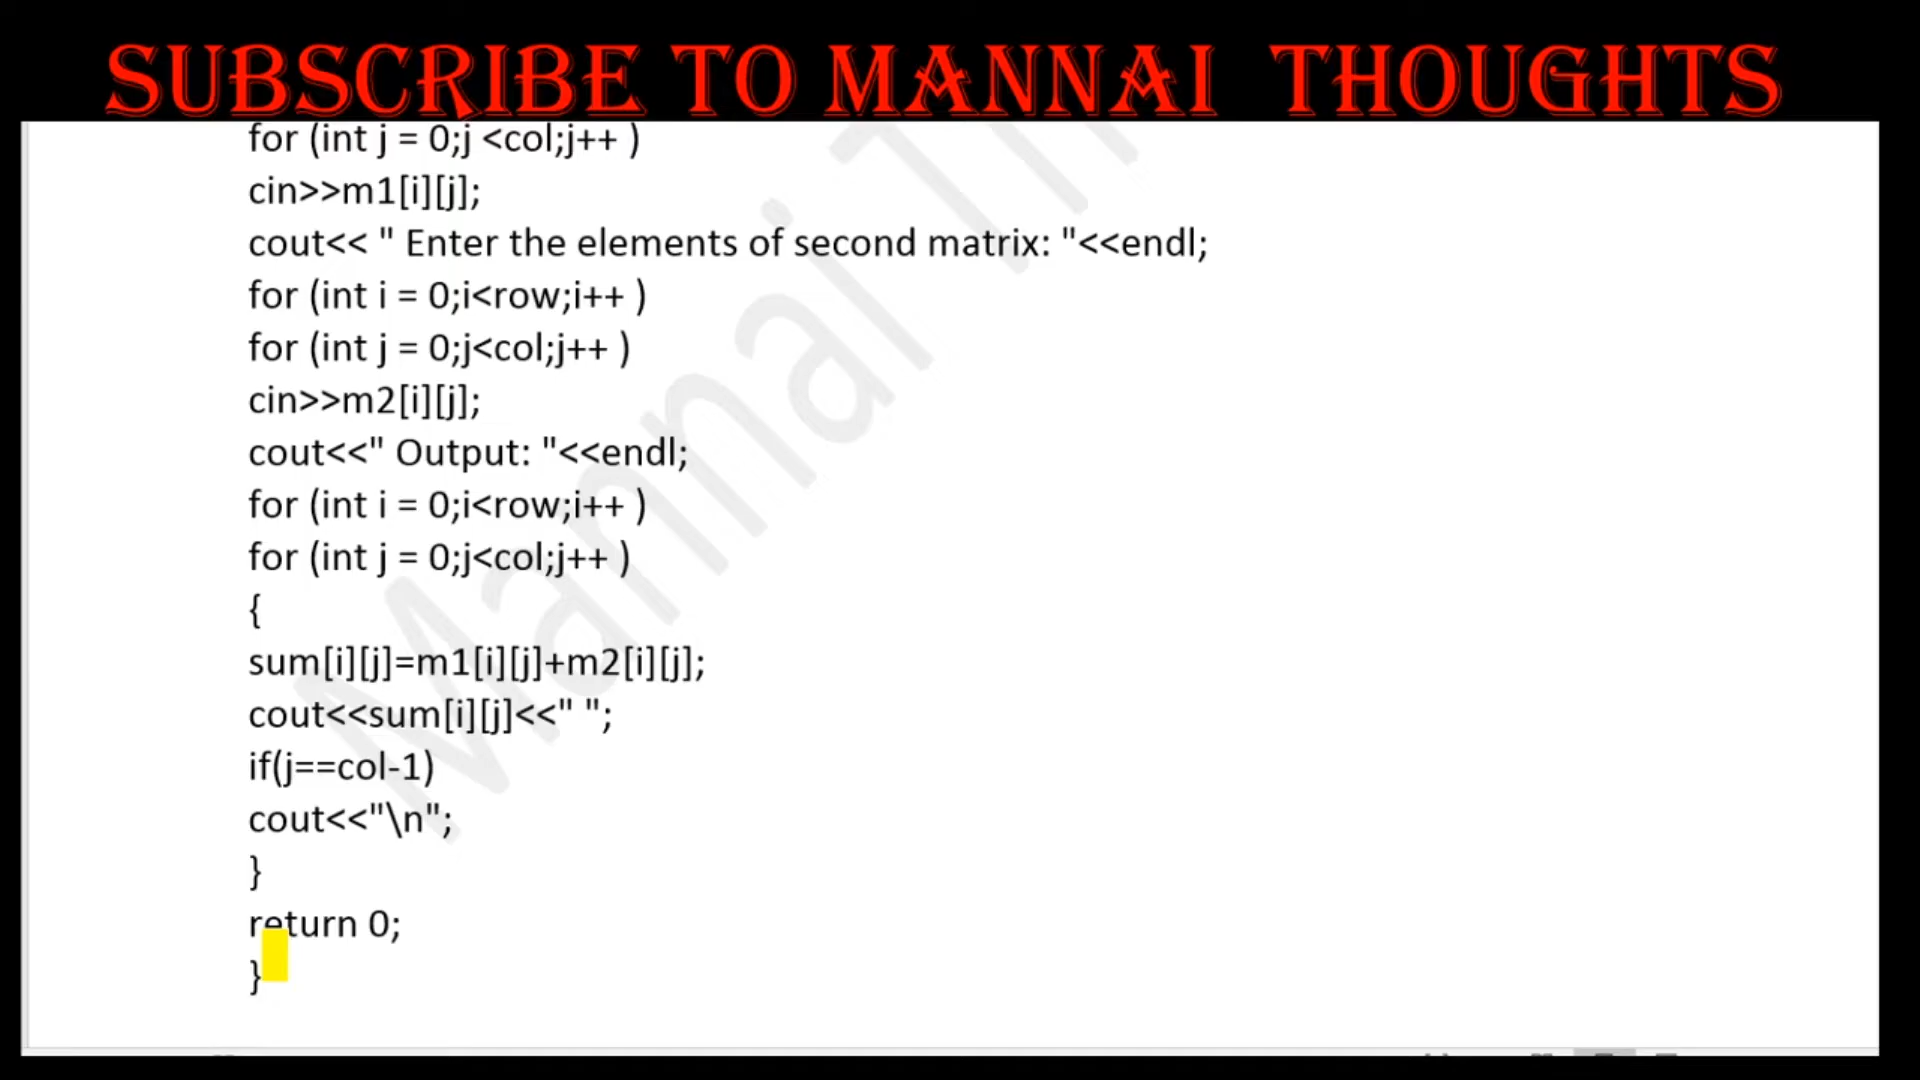 SUBSCRIBE TO MANNAI THOUGHTS
for (int j = 0;j <col;j++ )
cin>>m1[i][j];
cout<< " Enter the elements of second matrix: "<<endl;
for (int i = 0;i<row;i++ )
for (int j = 0;j<col;j++ )
cin>>m2[i][j];
cout<<" Output: "<<endl;
for (int i = 0;i<row;i++ )
for (int j = 0;j<col;j++ )
{
sum[i][j]=m1[i][j]+m2[i][j];
cout<<sum[i][j]<<" ";
if(j==col-1)
cout<<"\n";
}
return 0;
}
Mannai